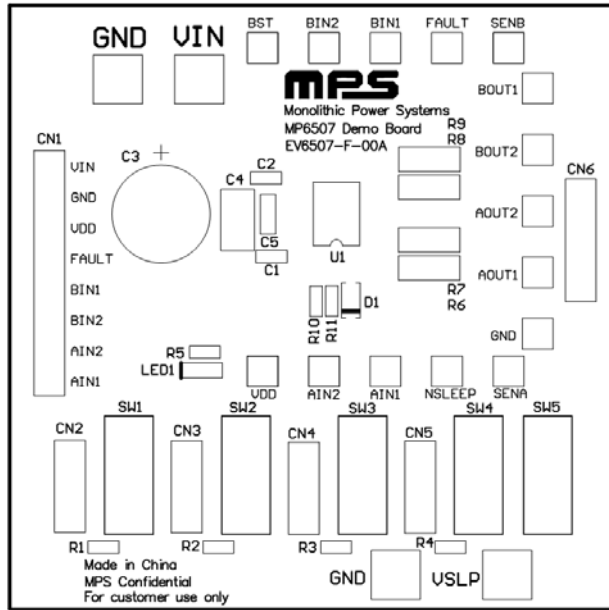 GND VIN
BST BIN2 BIN1 FAULT SENB
mps
Monolithic Power Systems
MP6507 Demo Board
EV6507-F-00A
BOUT1
R9
R8
CN1
VIN
GND
VDD
FAULT
BIN1
BIN2
AIN2
AIN1
C3
+
C4
C2
C5
C1
U1
BOUT2
AOUT2
AOUT1
GND
CN6
R7
R6
R10
R11
D1
R5
LED1
VDD AIN2 AIN1 NSLEEP SENA
CN2 SW1 CN3 SW2 CN4 SW3 CN5 SW4 SW5
R1 R2 R3 R4
Made in China
MPS Confidential
For customer use only
GND VSLP